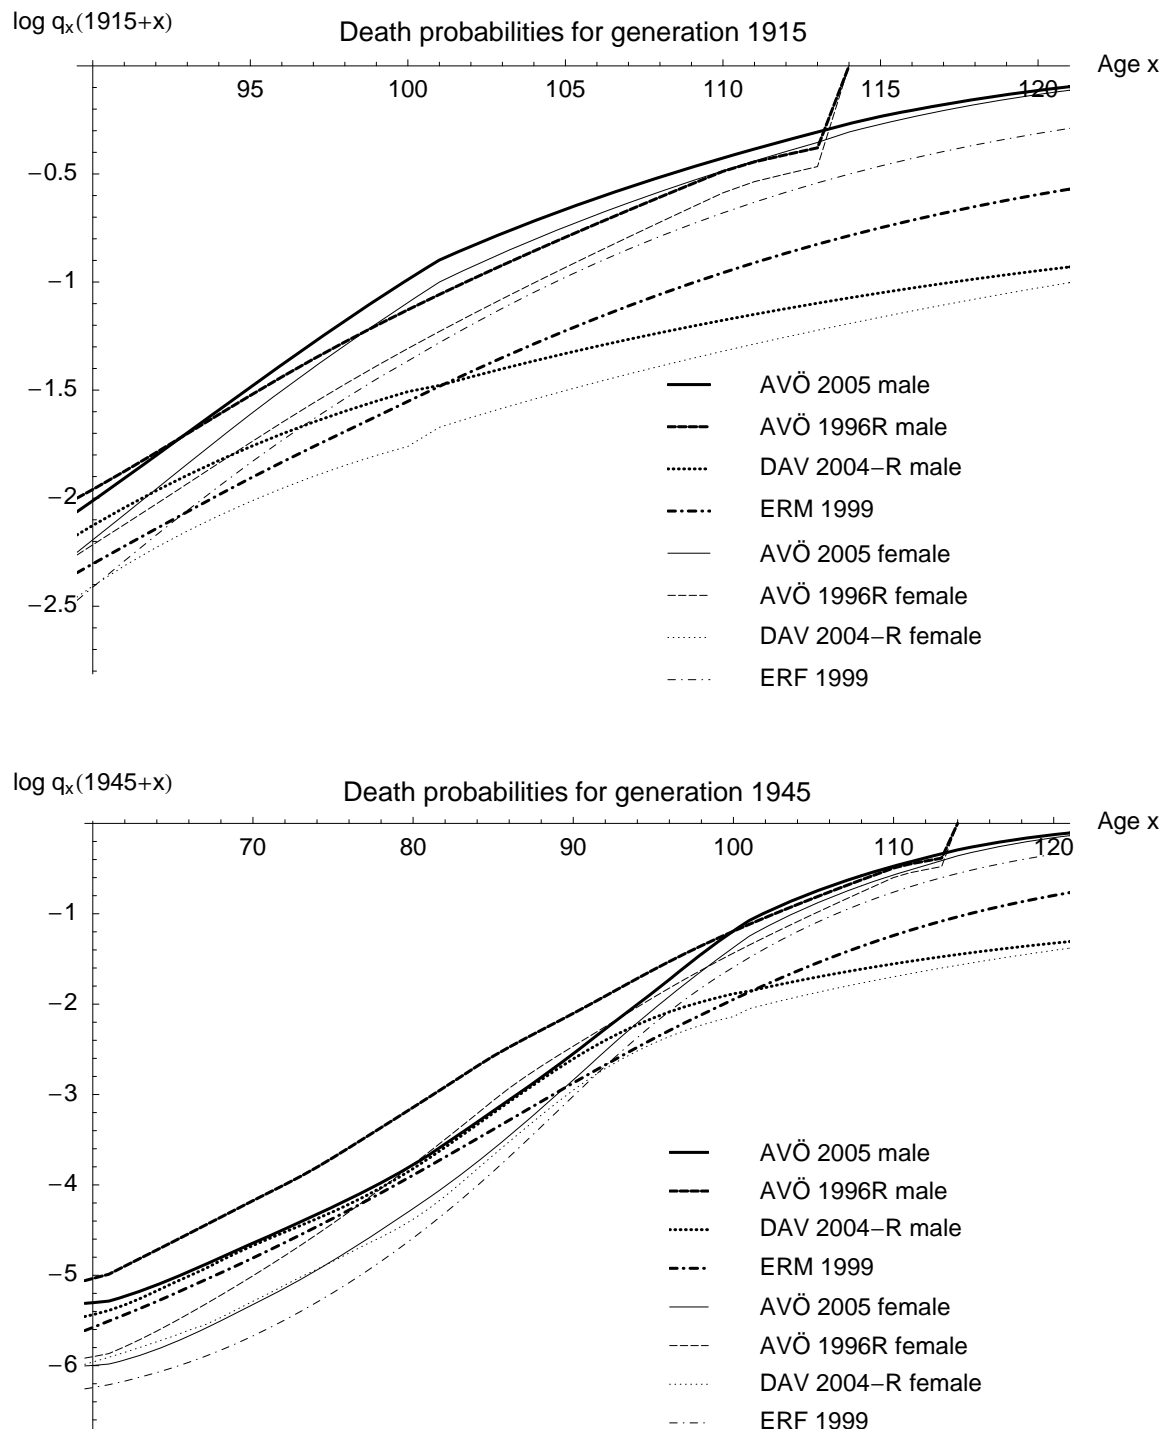 log qx(1915+x)
Death probabilities for generation 1915
Age x
95 100 105 110 115 120
−0.5
−1
−1.5
−2
−2.5
AVÖ 2005 male
AVÖ 1996R male
DAV 2004−R male
ERM 1999
AVÖ 2005 female
AVÖ 1996R female
DAV 2004−R female
ERF 1999
log qx(1945+x)
Death probabilities for generation 1945
Age x
70 80 90 100 110 120
−1
−2
−3
−4
−5
−6
AVÖ 2005 male
AVÖ 1996R male
DAV 2004−R male
ERM 1999
AVÖ 2005 female
AVÖ 1996R female
DAV 2004−R female
ERF 1999